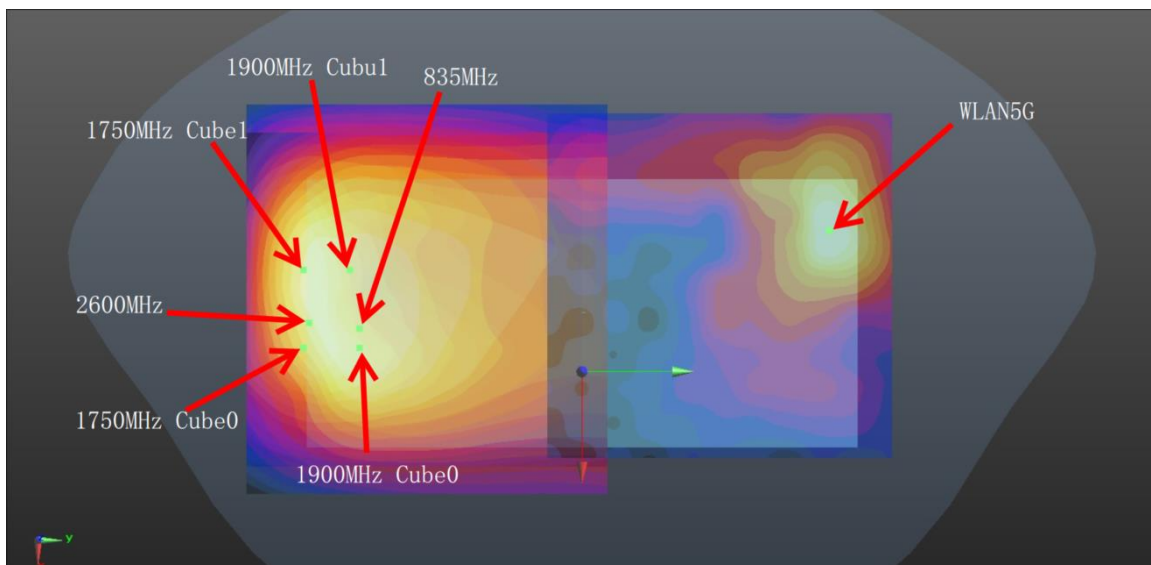 1900MHz Cubu1
835MHz
WLAN5G
1750MHz Cube1
2600MHz
1750MHz Cube0
1900MHz Cube0
Y